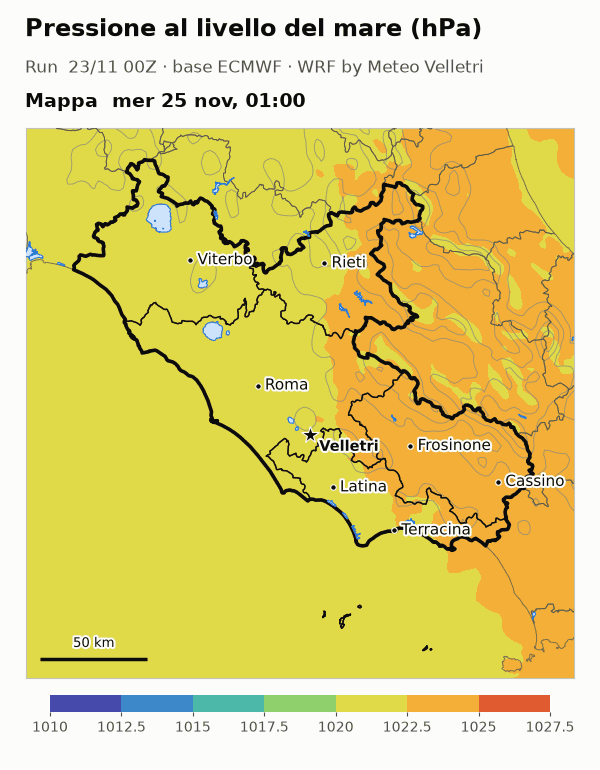 Pressione al livello del mare (hPa)
Run  23/11 00Z · base ECMWF · WRF by Meteo Velletri
Mappa  mer 25 nov, 01:00
Viterbo
Rieti
Roma
Velletri
Frosinone
Cassino
Latina
Terracina
50 km
1010 1012.5 1015 1017.5 1020 1022.5 1025 1027.5